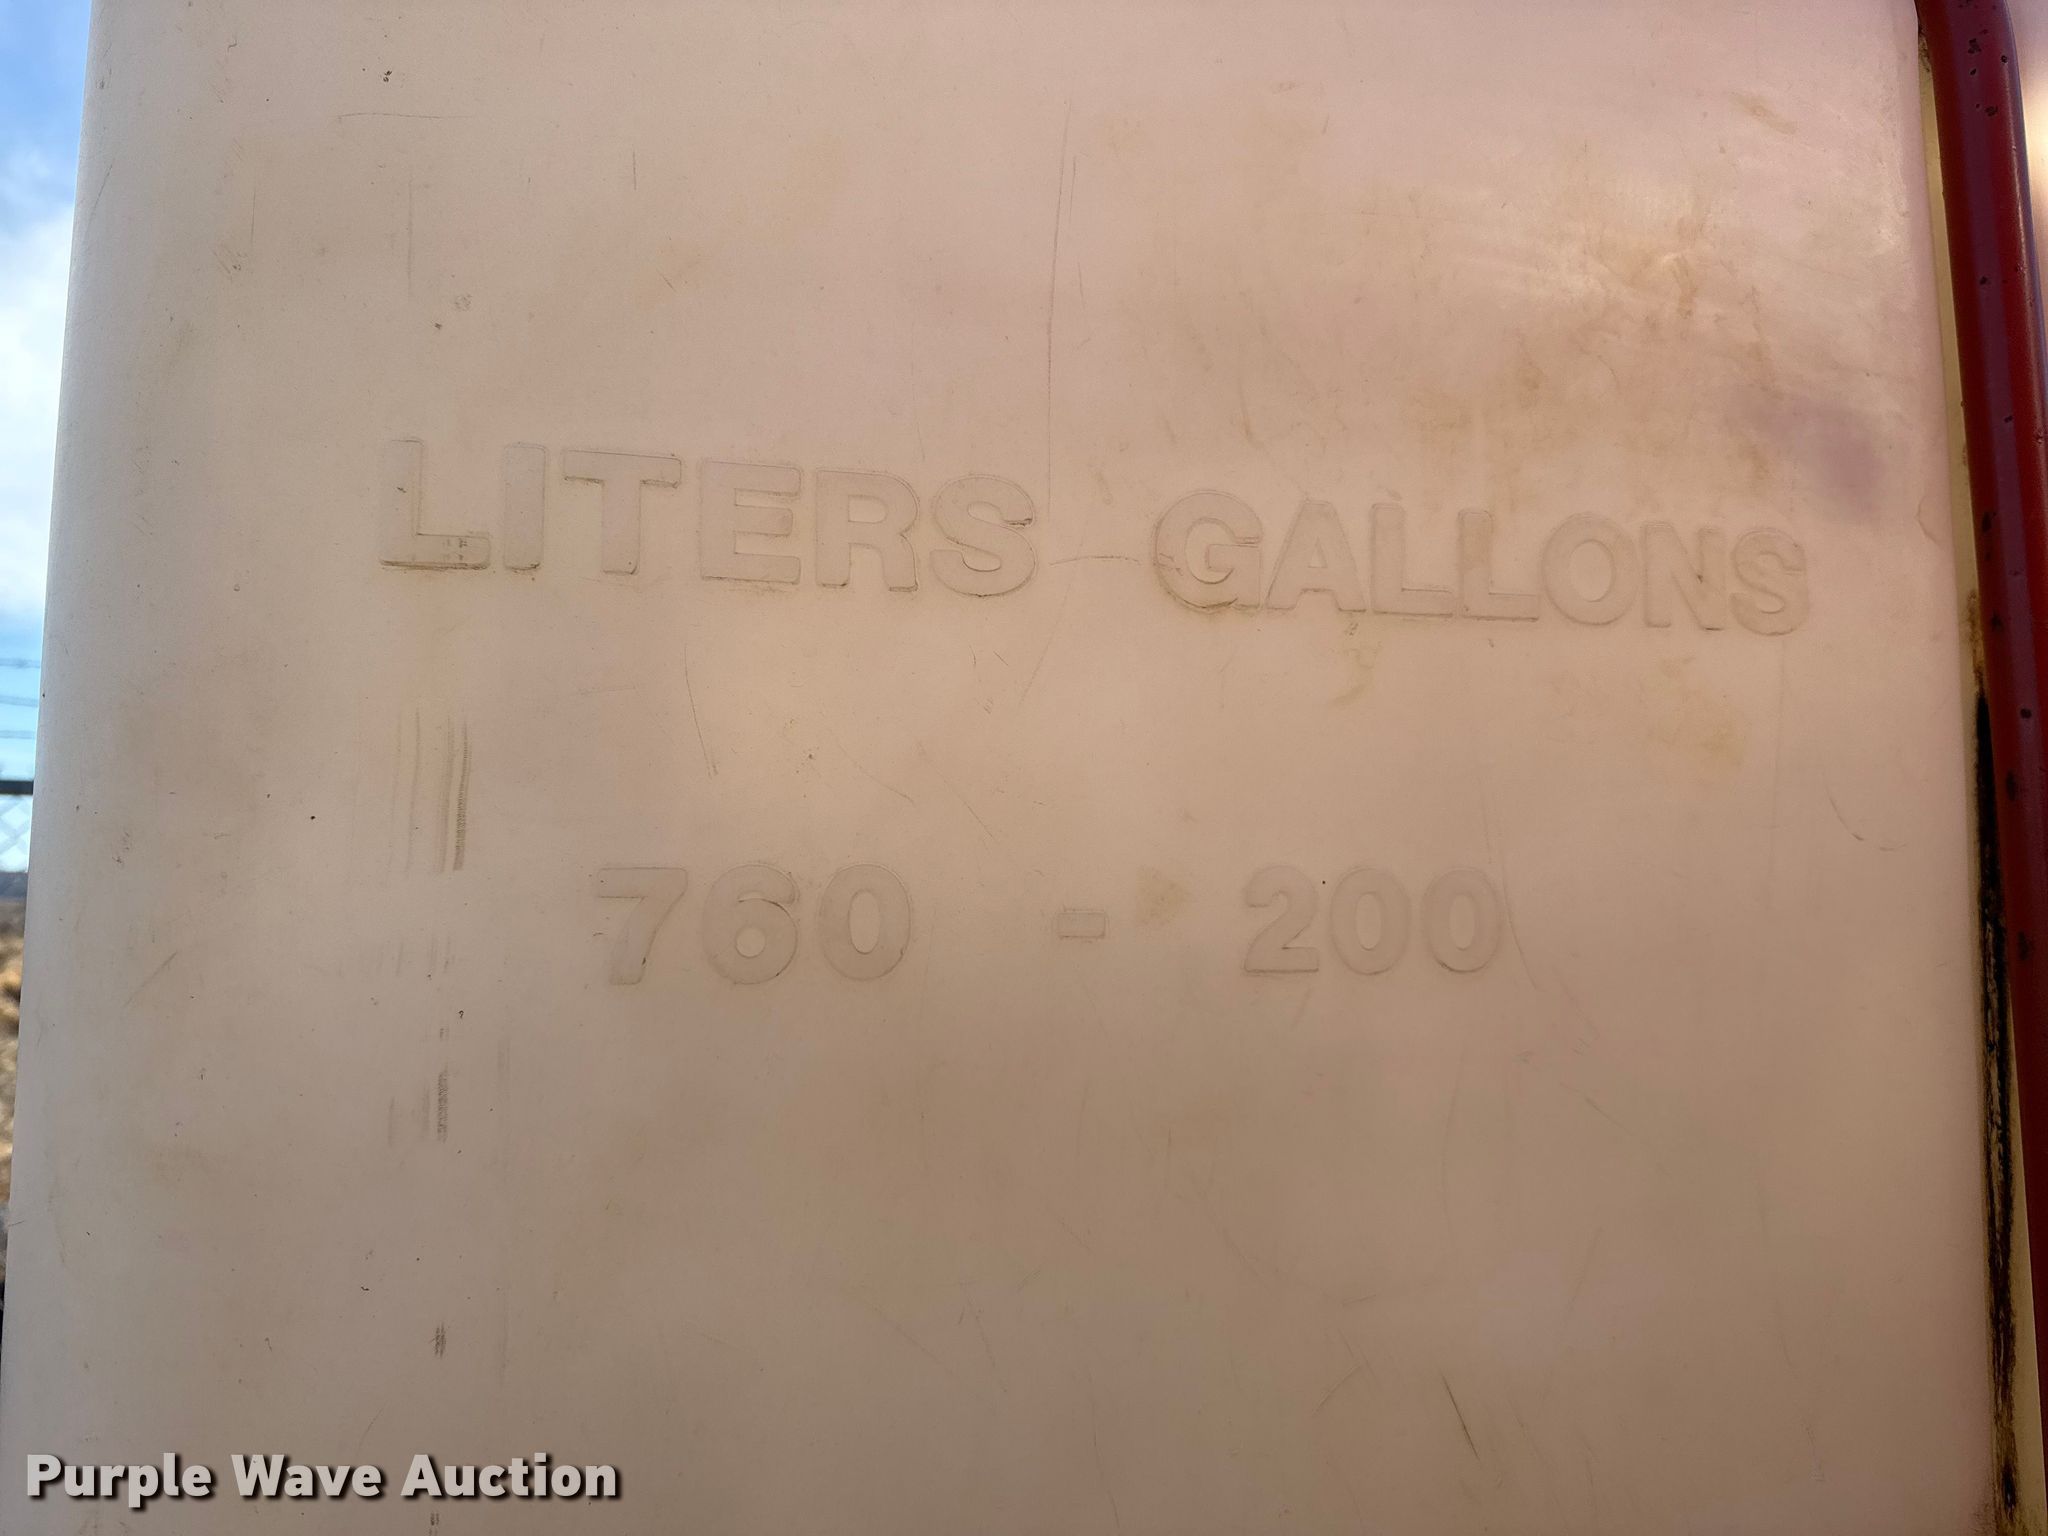 LITERS GALLONS
760 - 200
Purple Wave Auction